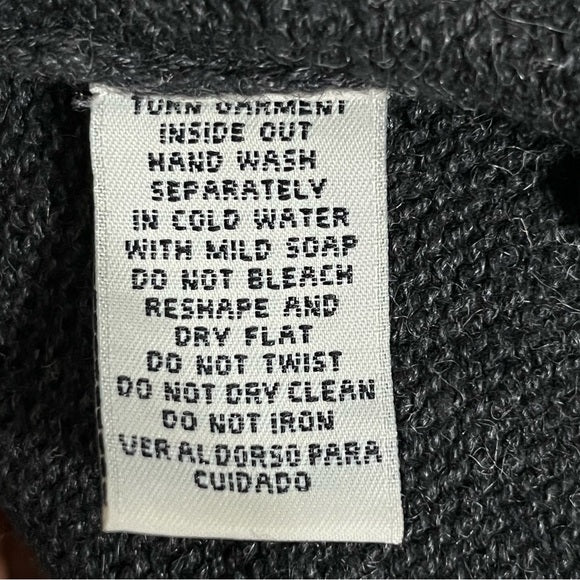 TURN GARMENT
INSIDE OUT
HAND WASH
SEPARATELY
IN COLD WATER
WITH MILD SOAP
DO NOT BLEACH
RESHAPE AND
DRY FLAT
DO NOT TWIST
DO NOT DRY CLEAN
DO NOT IRON
VER AL DORSO PARA
CUIDADO